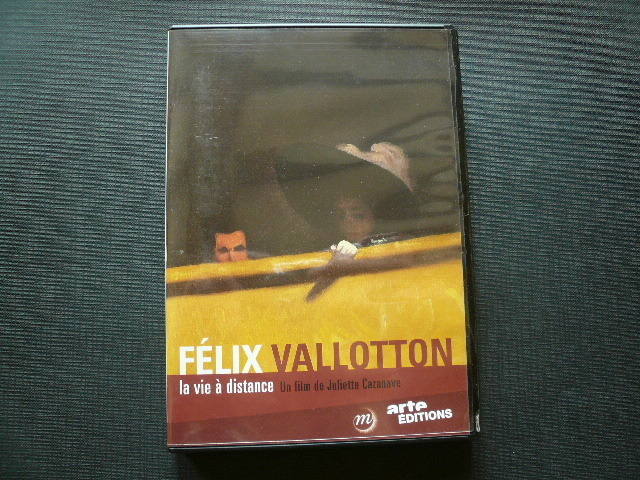 FÉLIX VALLOTTON
la vie à distance Un film de Juliette Cazanave
m arte
ÉDITIONS